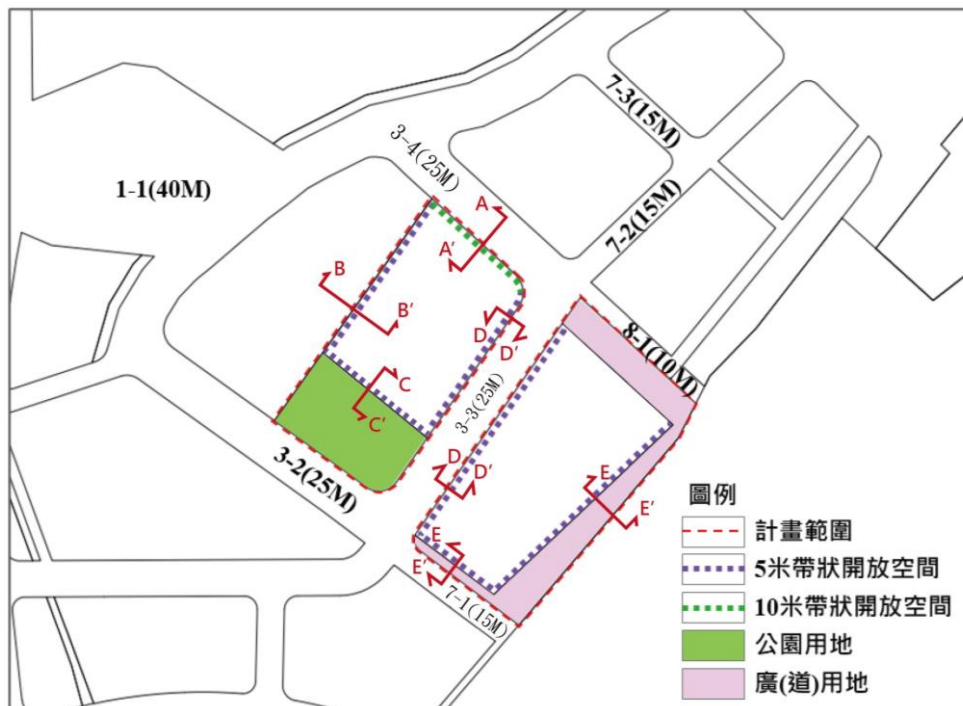 7-3(15M)
3-4(25M)
1-1(40M)
A
7-2(15M)
A'
B
B'
D
D'
8-1(10M)
C
C'
3-3(25M)
3-2(25M)
D
D'
E
E'
E
E'
7-1(15M)
圖例
計畫範圍
5米帶狀開放空間
10米帶狀開放空間
公園用地
廣(道)用地